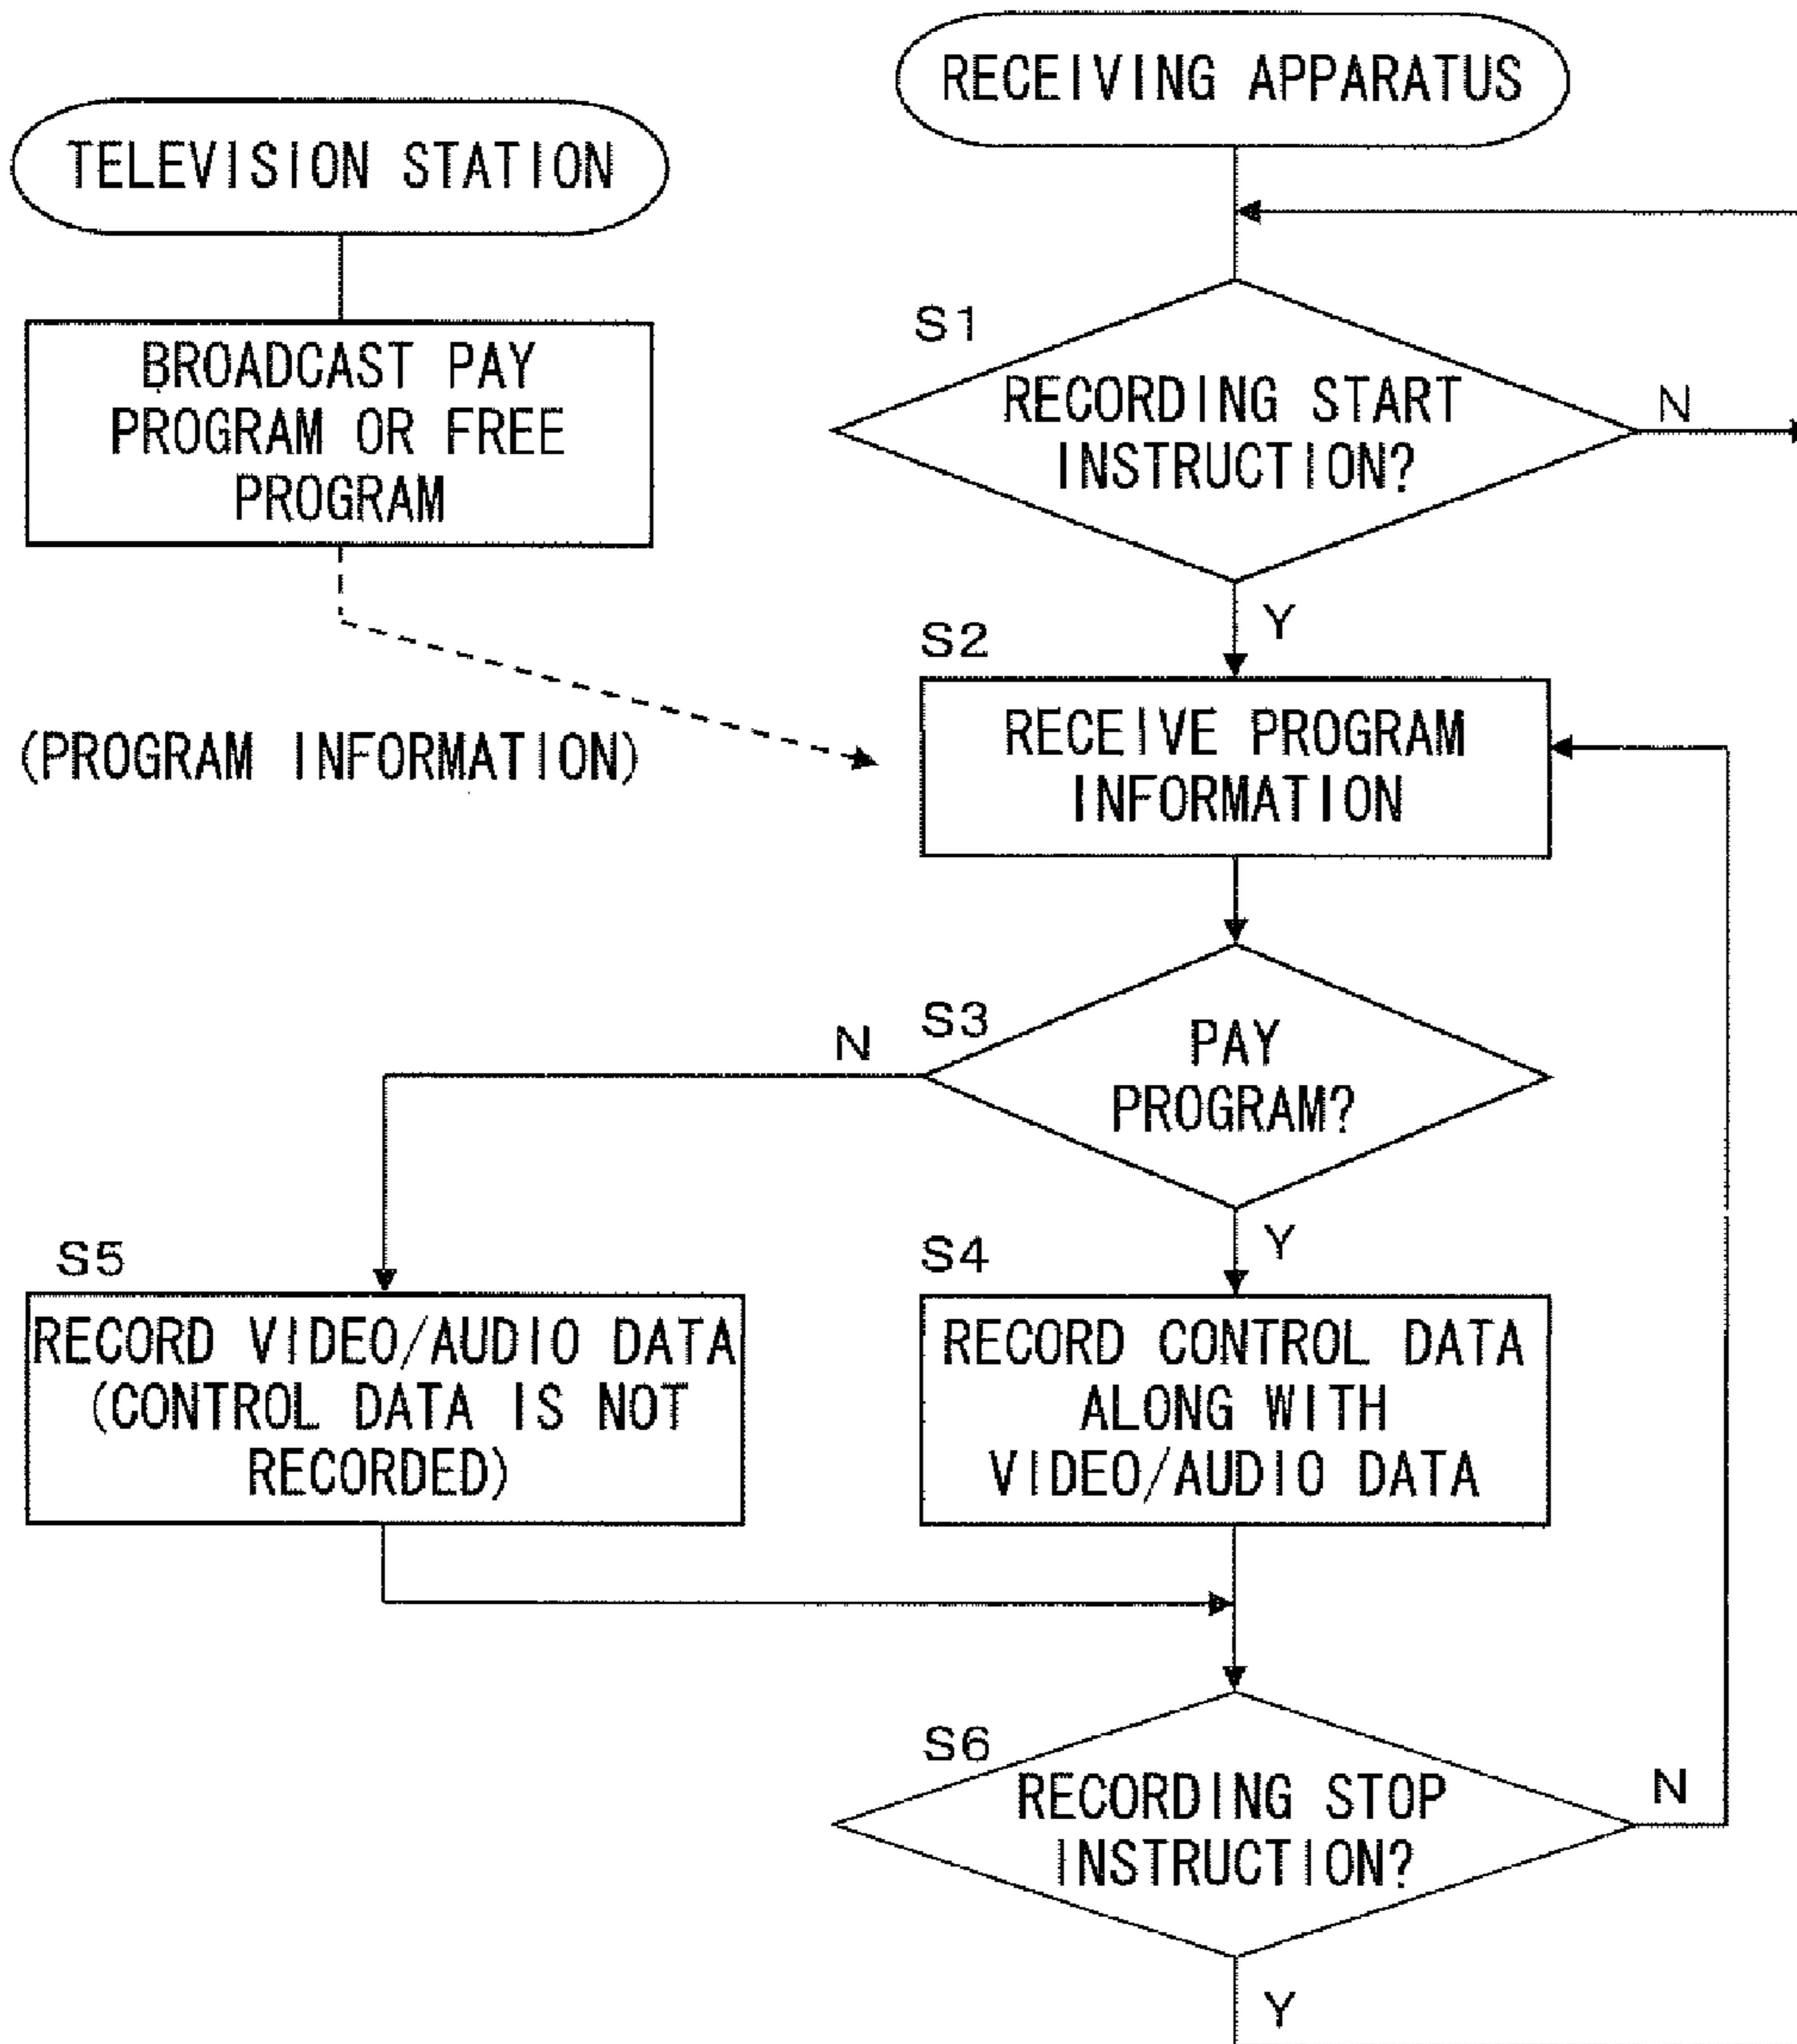 RECEIVING APPARATUS
TELEVISION STATION
BROADCAST PAY
PROGRAM OR FREE
PROGRAM
S1
RECORDING START
INSTRUCTION?
N
Y
(PROGRAM INFORMATION)
S2
RECEIVE PROGRAM
INFORMATION
S3
PAY
PROGRAM?
N
Y
S5
RECORD VIDEO/AUDIO DATA
(CONTROL DATA IS NOT
RECORDED)
S4
RECORD CONTROL DATA
ALONG WITH
VIDEO/AUDIO DATA
S6
RECORDING STOP
INSTRUCTION?
N
Y